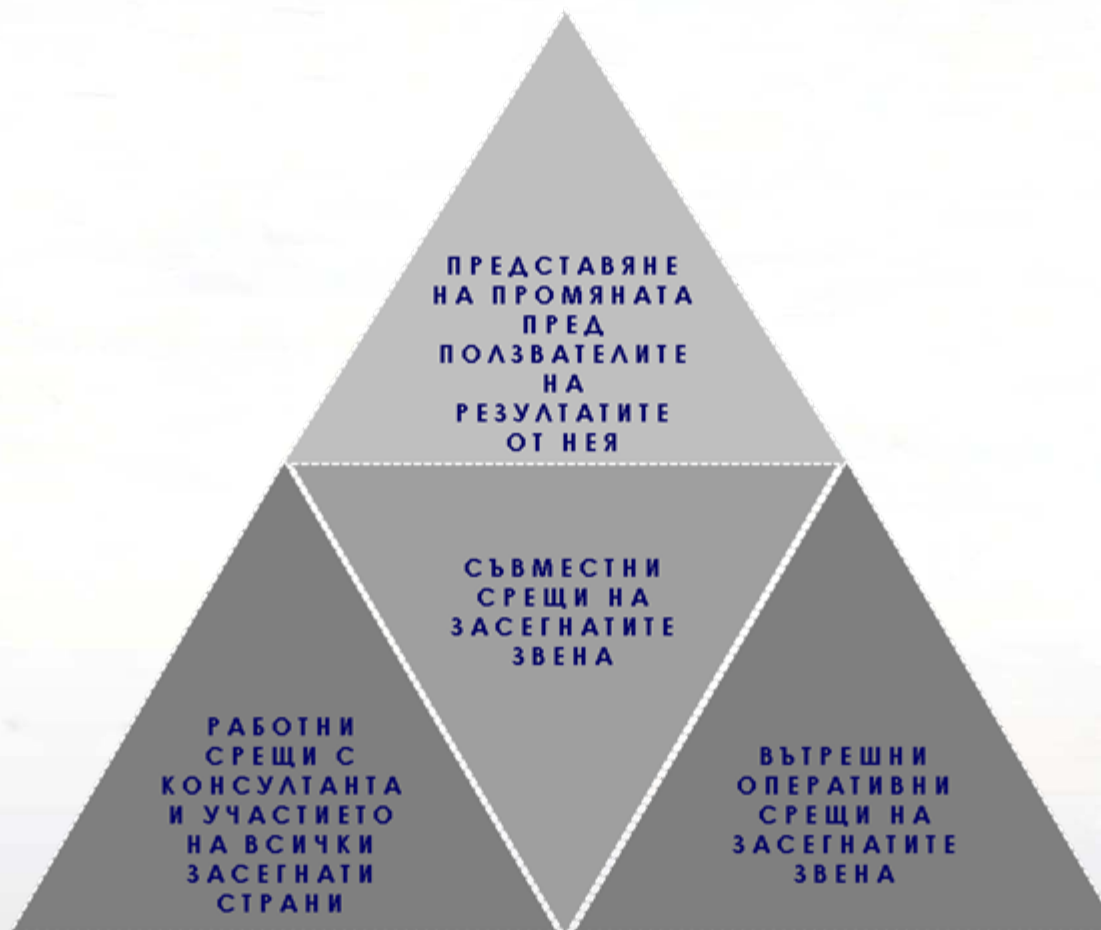 ПРЕДСТАВЯНЕ
НА ПРОМЯНАТА
ПРЕД
ПОЛЗВАТЕЛИТЕ
НА
РЕЗУЛТАТИТЕ
ОТ НЕЯ
СЪВМЕСТНИ
СРЕЩИ НА
ЗАСЕГНАТИТЕ
ЗВЕНА
РАБОТНИ
СРЕЩИ С
КОНСУЛТАНТА
И УЧАСТИЕТО
НА ВСИЧКИ
ЗАСЕГНАТИ
СТРАНИ
ВЪТРЕШНИ
ОПЕРАТИВНИ
СРЕЩИ НА
ЗАСЕГНАТИТЕ
ЗВЕНА